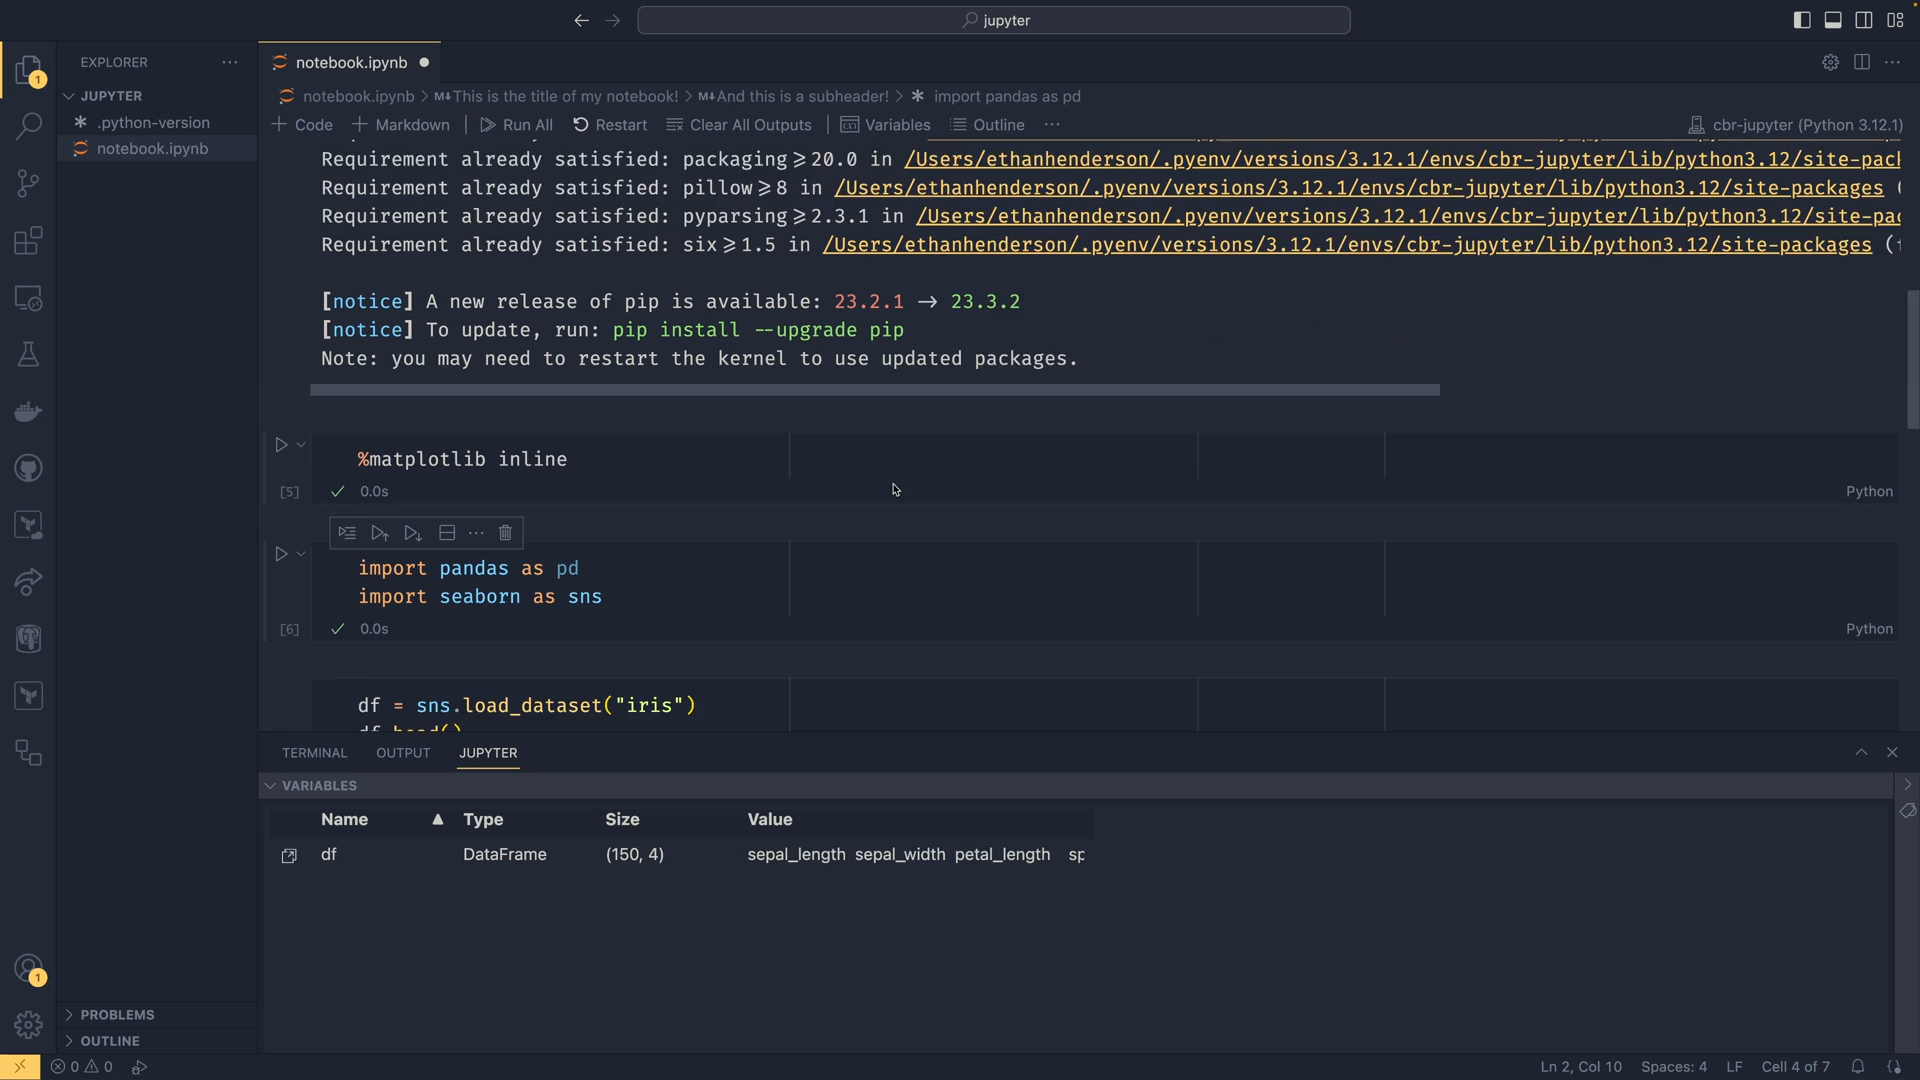 jupyter
EXPLORER
notebook.ipynb
1
JUPYTER
notebook.ipynb > M↓This is the title of my notebook! > M↓And this is a subheader! > import pandas as pd
.python-version
notebook.ipynb
+ Code + Markdown | Run All Restart Clear All Outputs | Variables Outline ···
cbr-jupyter (Python 3.12.1)
Requirement already satisfied: packaging≥20.0 in /Users/ethanhenderson/.pyenv/versions/3.12.1/envs/cbr-jupyter/lib/python3.12/site-pack
Requirement already satisfied: pillow≥8 in /Users/ethanhenderson/.pyenv/versions/3.12.1/envs/cbr-jupyter/lib/python3.12/site-packages (
Requirement already satisfied: pyparsing≥2.3.1 in /Users/ethanhenderson/.pyenv/versions/3.12.1/envs/cbr-jupyter/lib/python3.12/site-pac
Requirement already satisfied: six≥1.5 in /Users/ethanhenderson/.pyenv/versions/3.12.1/envs/cbr-jupyter/lib/python3.12/site-packages (
[notice] A new release of pip is available: 23.2.1 → 23.3.2
[notice] To update, run: pip install --upgrade pip
Note: you may need to restart the kernel to use updated packages.
%matplotlib inline
[5] ✓ 0.0s Python
import pandas as pd
import seaborn as sns
[6] ✓ 0.0s Python
df = sns.load_dataset("iris")
df.head()
TERMINAL OUTPUT JUPYTER
VARIABLES
Name ▲ Type Size Value
df DataFrame (150, 4) sepal_length sepal_width petal_length sp
1
PROBLEMS
OUTLINE
0 0
Ln 2, Col 10 Spaces: 4 LF Cell 4 of 7